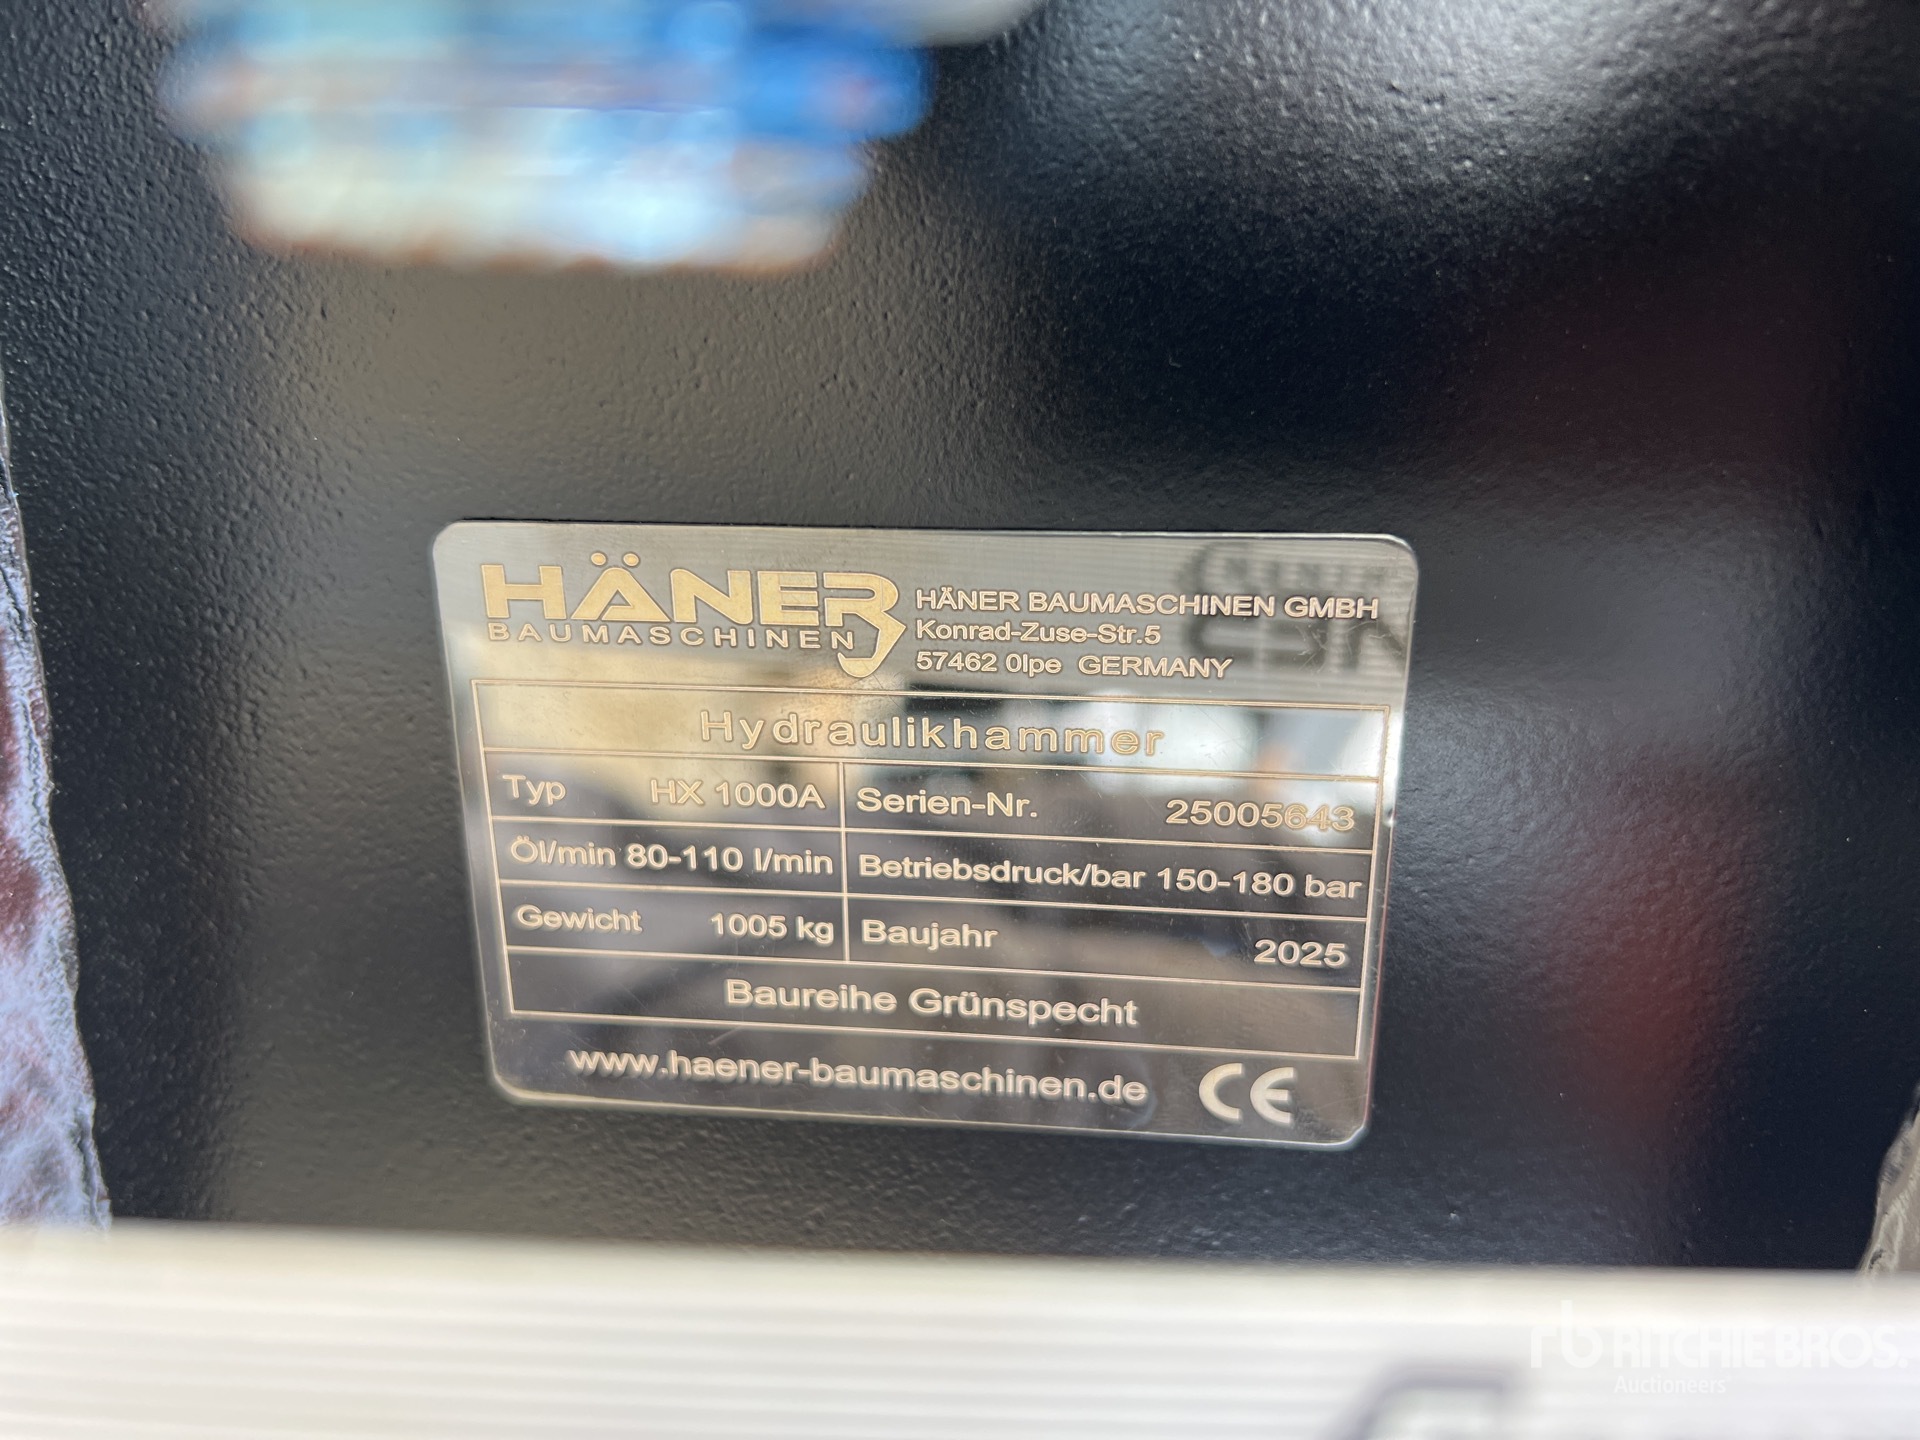 HÄNER
BAUMASCHINEN
HÄNER BAUMASCHINEN GMBH
Konrad-Zuse-Str.5
57462 Olpe GERMANY
Hydraulikhammer
Typ HX 1000A
Serien-Nr. 25005643
Öl/min 80-110 l/min
Betriebsdruck/bar 150-180 bar
Gewicht 1005 kg
Baujahr 2025
Baureihe Grünspecht
www.haener-baumaschinen.de CE
rb RITCHIE BROS.
Auctioneers